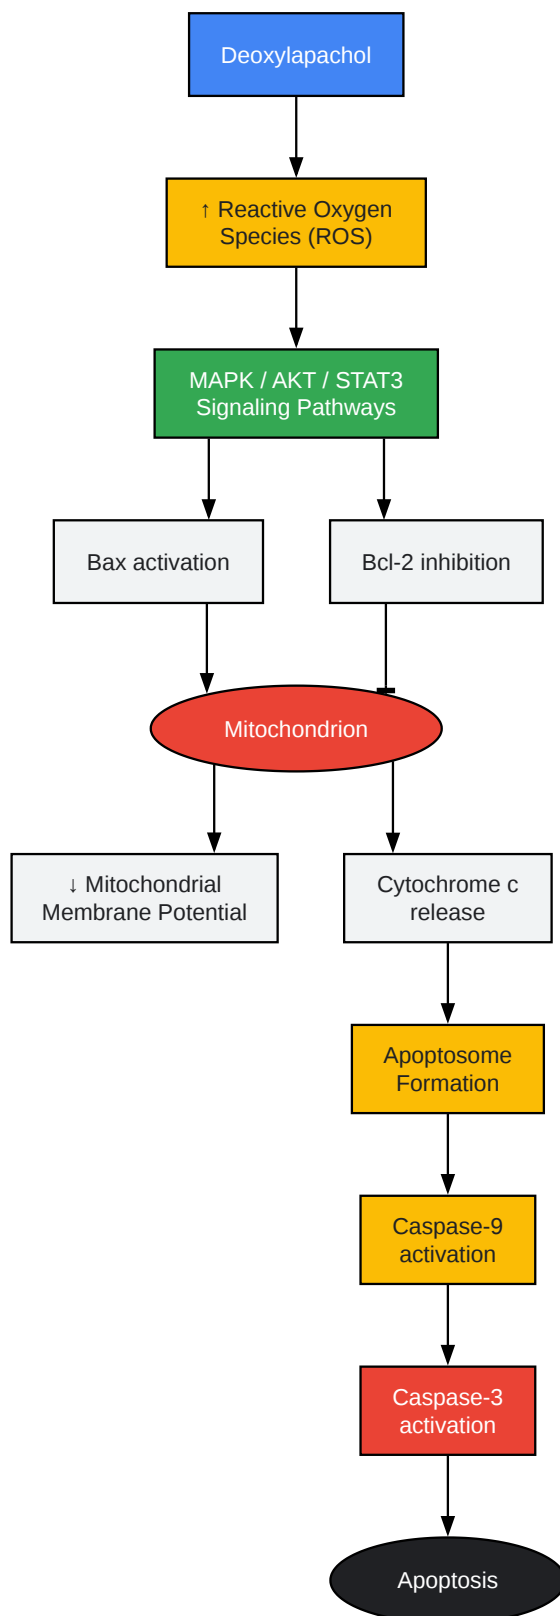 Deoxylapachol
↑ Reactive Oxygen
Species (ROS)
MAPK / AKT / STAT3
Signaling Pathways
Bax activation
Bcl-2 inhibition
Mitochondrion
↓ Mitochondrial
Membrane Potential
Cytochrome c
release
Apoptosome
Formation
Caspase-9
activation
Caspase-3
activation
Apoptosis